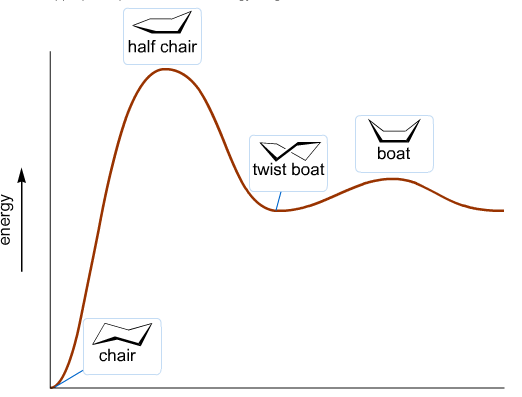 half chair
twist boat
boat
energy
chair